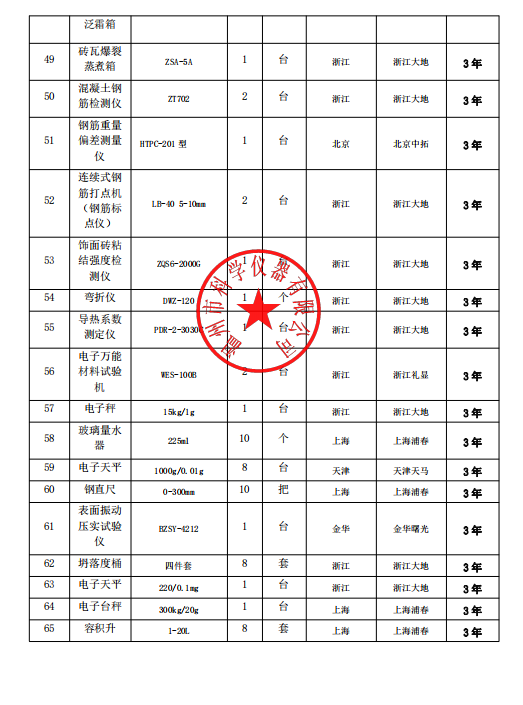 泛霜箱
49 砖瓦爆裂蒸煮箱 ZSA-5A 1 台 浙江 浙江大地 3年
50 混凝土钢筋检测仪 ZT702 2 台 浙江 浙江大地 3年
51 钢筋重量偏差测量仪 HTPC-201 型 1 台 北京 北京中拓 3年
52 连续式钢筋打点机（钢筋标点仪） LB-40 5-10mm 2 台 浙江 浙江大地 3年
53 饰面砖粘结强度检测仪 ZQS6-2000G 1 台 浙江 浙江大地 3年
54 弯折仪 DWZ-120 1 个 浙江 浙江大地 3年
55 导热系数测定仪 PDR-2-3030C 1 台 浙江 浙江大地 3年
56 电子万能材料试验机 WES-100B 2 台 浙江 浙江礼显 3年
57 电子秤 15kg/1g 1 台 浙江 浙江大地 3年
58 玻璃量水器 225ml 10 个 上海 上海浦春 3年
59 电子天平 1000g/0.01g 8 台 天津 天津天马 3年
60 钢直尺 0-300mm 10 把 上海 上海浦春 3年
61 表面振动压实试验仪 BZSY-4212 1 台 金华 金华曙光 3年
62 坍落度桶 四件套 8 套 浙江 浙江大地 3年
63 电子天平 220/0.1mg 1 台 浙江 浙江大地 3年
64 电子台秤 300kg/20g 1 台 上海 上海浦春 3年
65 容积升 1-20L 8 套 上海 上海浦春 3年
温州市科学仪器有限公司